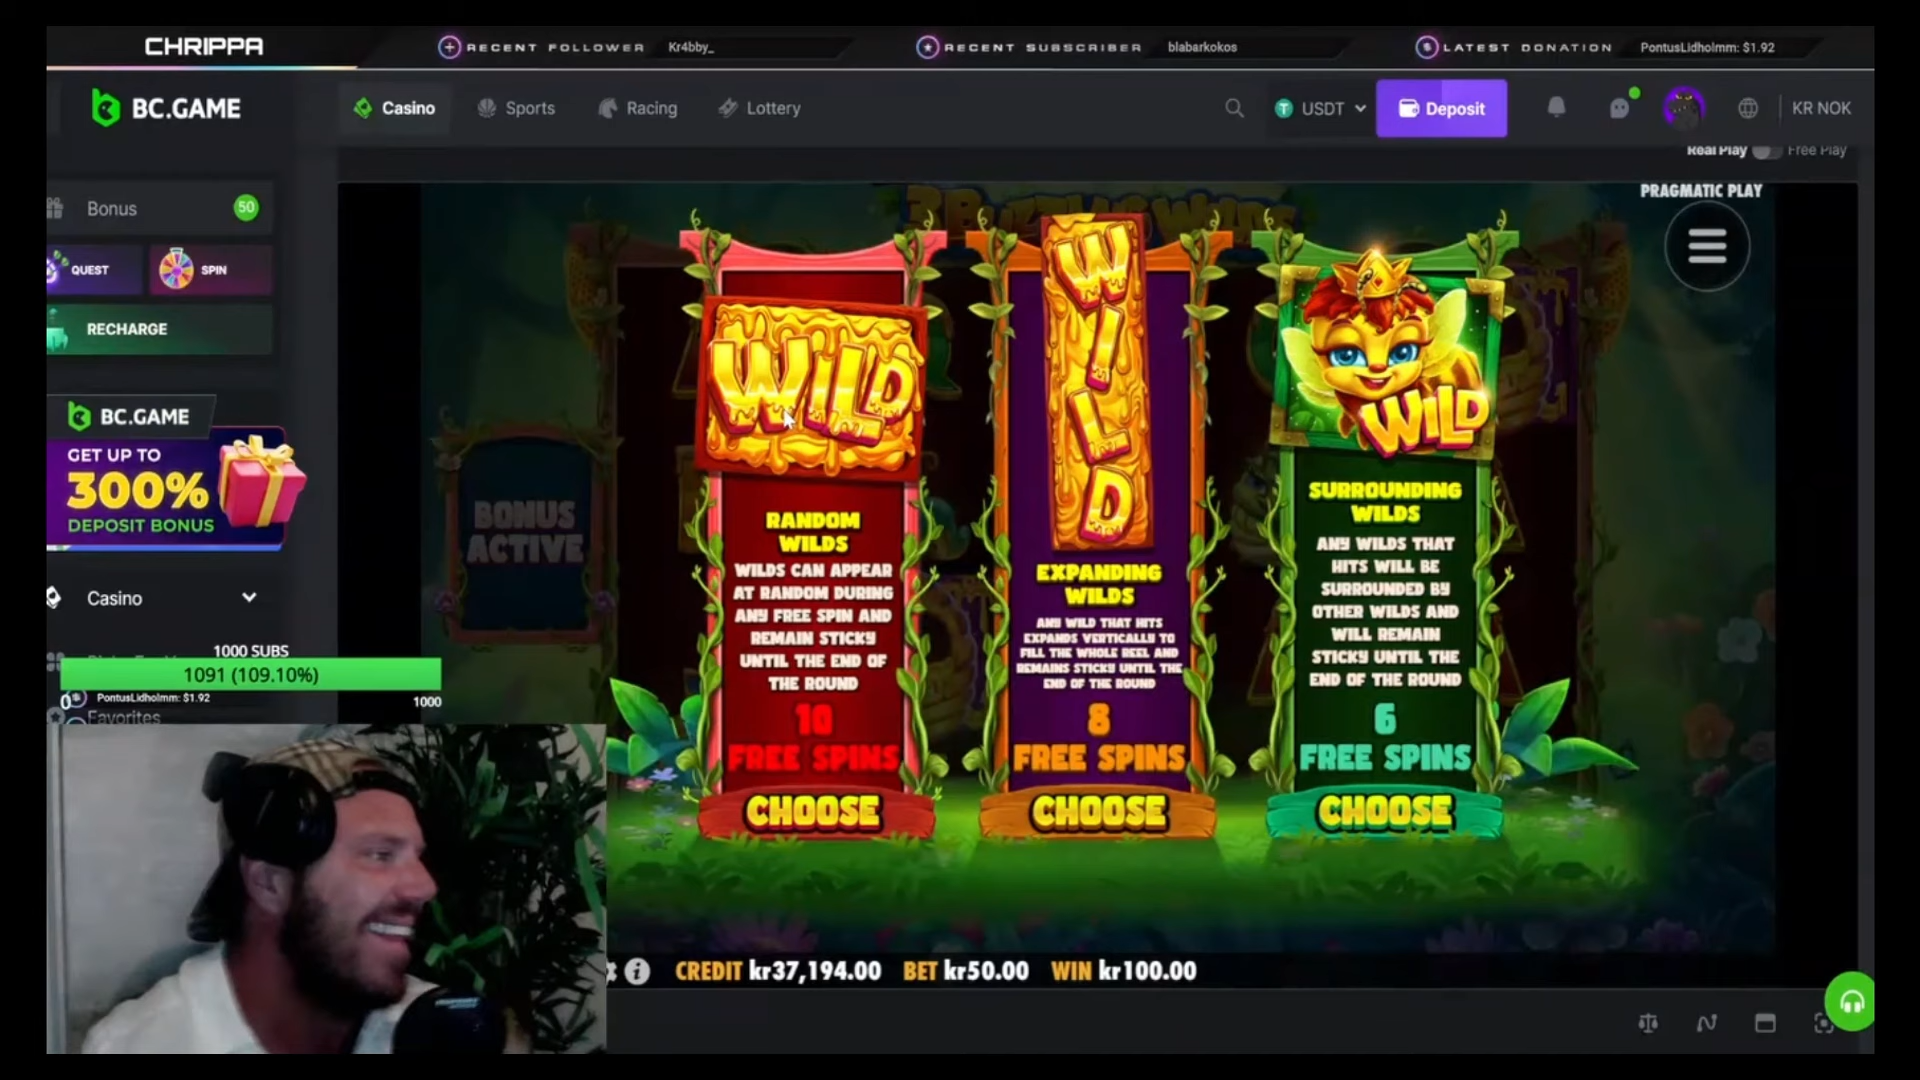 CHRIPPA
RECENT FOLLOWER Kr4bby_
RECENT SUBSCRIBER blabarkokos
LATEST DONATION PontusLidholmm: $1.92
BC.GAME
Casino
Sports
Racing
Lottery
USDT
Deposit
KR NOK
Real Play Free Play
PRAGMATIC PLAY
Bonus 50
QUEST
SPIN
RECHARGE
BC.GAME
GET UP TO
300%
DEPOSIT BONUS
Casino
1000 SUBS
1091 (109.10%)
0 1000
PontusLidholmm: $1.92
Favorites
BONUS
ACTIVE
WILD
RANDOM
WILDS
WILDS CAN APPEAR
AT RANDOM DURING
ANY FREE SPIN AND
REMAIN STICKY
UNTIL THE END OF
THE ROUND
10
FREE SPINS
CHOOSE
WILD
EXPANDING
WILDS
ANY WILD THAT HITS
EXPANDS VERTICALLY TO
FILL THE WHOLE REEL AND
REMAINS STICKY UNTIL THE
END OF THE ROUND
8
FREE SPINS
CHOOSE
WILD
SURROUNDING
WILDS
ANY WILDS THAT
HITS WILL BE
SURROUNDED BY
OTHER WILDS AND
WILL REMAIN
STICKY UNTIL THE
END OF THE ROUND
6
FREE SPINS
CHOOSE
CREDIT kr37,194.00 BET kr50.00 WIN kr100.00